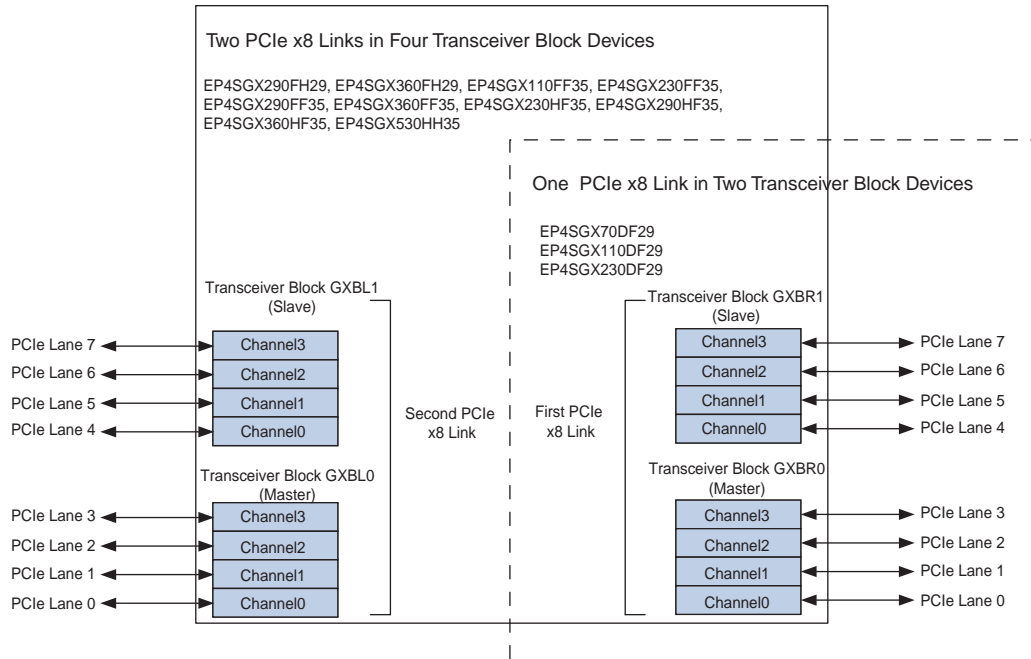 Two PCIe x8 Links in Four Transceiver Block Devices
EP4SGX290FH29, EP4SGX360FH29, EP4SGX110FF35, EP4SGX230FF35,
EP4SGX290FF35, EP4SGX360FF35, EP4SGX230HF35, EP4SGX290HF35,
EP4SGX360HF35, EP4SGX530HH35
One PCIe x8 Link in Two Transceiver Block Devices
EP4SGX70DF29
EP4SGX110DF29
EP4SGX230DF29
Transceiver Block GXBL1
(Slave)
PCIe Lane 7
Channel3
PCIe Lane 6
Channel2
PCIe Lane 5
Channel1
PCIe Lane 4
Channel0
Second PCIe
x8 Link
Transceiver Block GXBL0
(Master)
PCIe Lane 3
Channel3
PCIe Lane 2
Channel2
PCIe Lane 1
Channel1
PCIe Lane 0
Channel0
First PCIe
x8 Link
Transceiver Block GXBR1
(Slave)
Channel3
PCIe Lane 7
Channel2
PCIe Lane 6
Channel1
PCIe Lane 5
Channel0
PCIe Lane 4
Transceiver Block GXBR0
(Master)
Channel3
PCIe Lane 3
Channel2
PCIe Lane 2
Channel1
PCIe Lane 1
Channel0
PCIe Lane 0